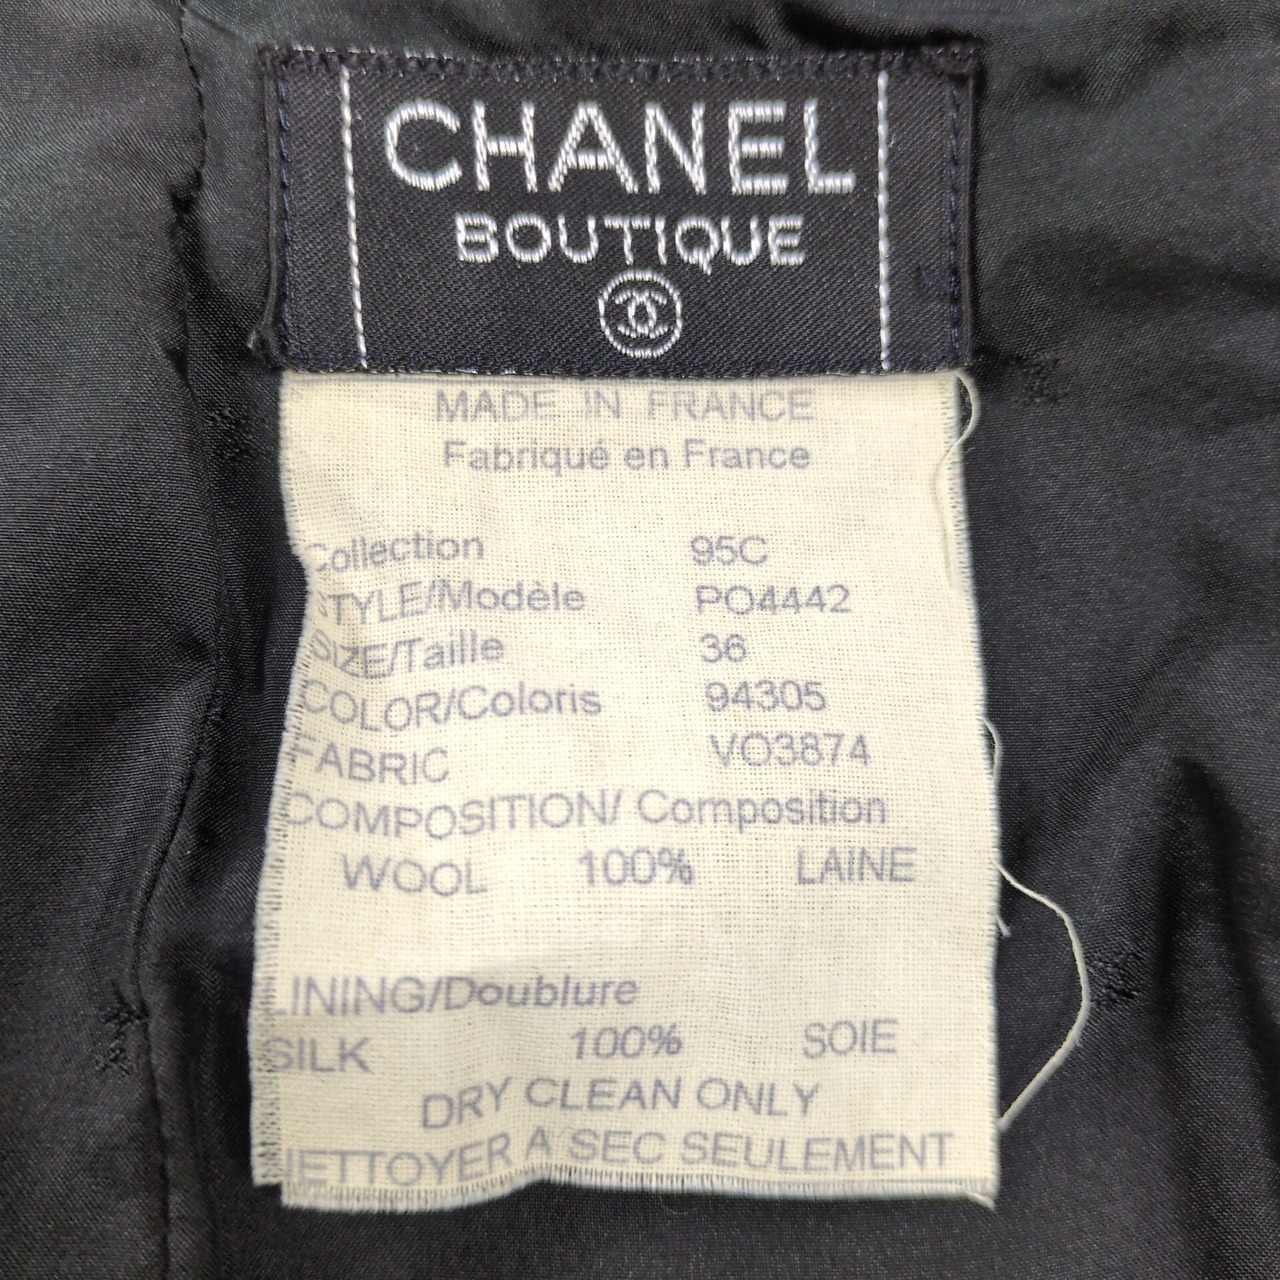 CHANEL
BOUTIQUE
MADE IN FRANCE
Fabriqué en France
Collection 95C
STYLE/Modèle PO4442
SIZE/Taille 36
COLOR/Coloris 94305
FABRIC VO3874
COMPOSITION/ Composition
WOOL 100% LAINE
LINING/Doublure
SILK 100% SOIE
DRY CLEAN ONLY
NETTOYER A SEC SEULEMENT